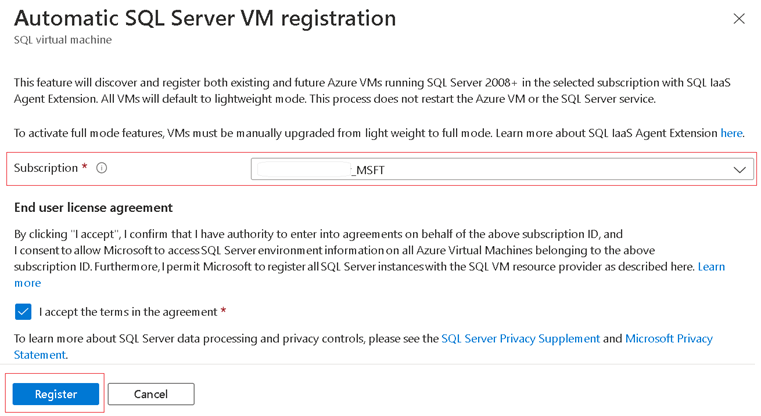 Automatic SQL Server VM registration
SQL virtual machine
This feature will discover and register both existing and future Azure VMs running SQL Server 2008+ in the selected subscription with SQL IaaS
Agent Extension. All VMs will default to lightweight mode. This process does not restart the Azure VM or the SQL Server service.
To activate full mode features, VMs must be manually upgraded from light weight to full mode. Learn more about SQL IaaS Agent Extension here.
Subscription *
_MSFT
End user license agreement
By clicking "I accept", I confirm that I have authority to enter into agreements on behalf of the above subscription ID, and
I consent to allow Microsoft to access SQL Server environment information on all Azure Virtual Machines belonging to the above
subscription ID. Furthermore, I permit Microsoft to register all SQL Server instances with the SQL VM resource provider as described here. Learn
more
I accept the terms in the agreement *
To learn more about SQL Server data processing and privacy controls, please see the SQL Server Privacy Supplement and Microsoft Privacy
Statement.
Register
Cancel